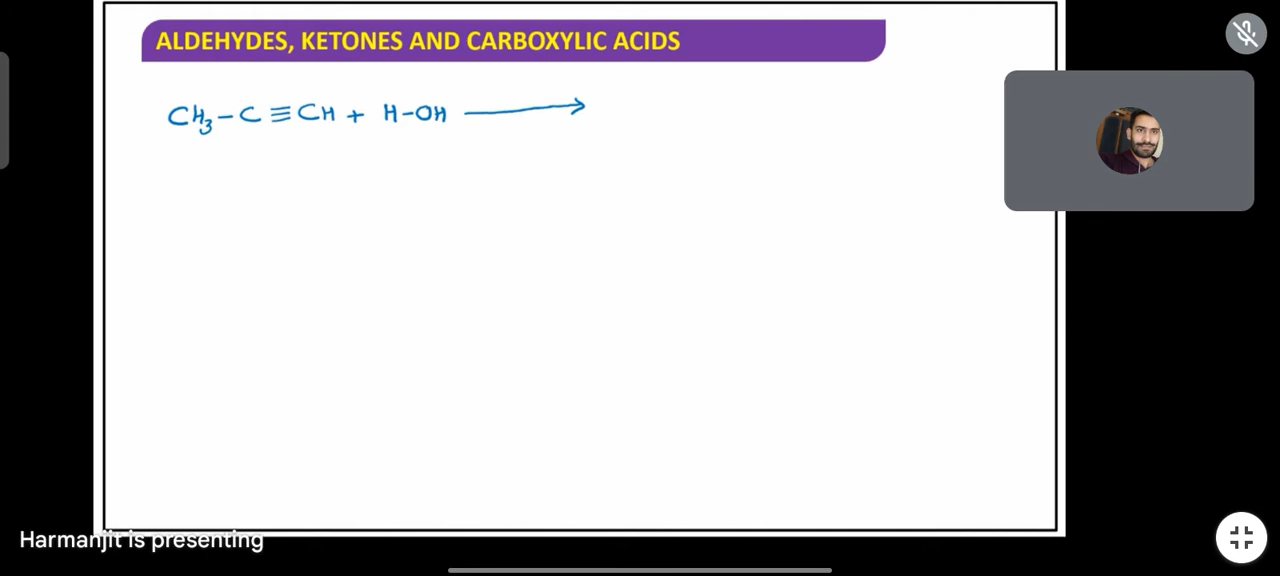 ALDEHYDES, KETONES AND CARBOXYLIC ACIDS
CH₃-C≡CH + H-OH ⟶
Harmanjit is presenting